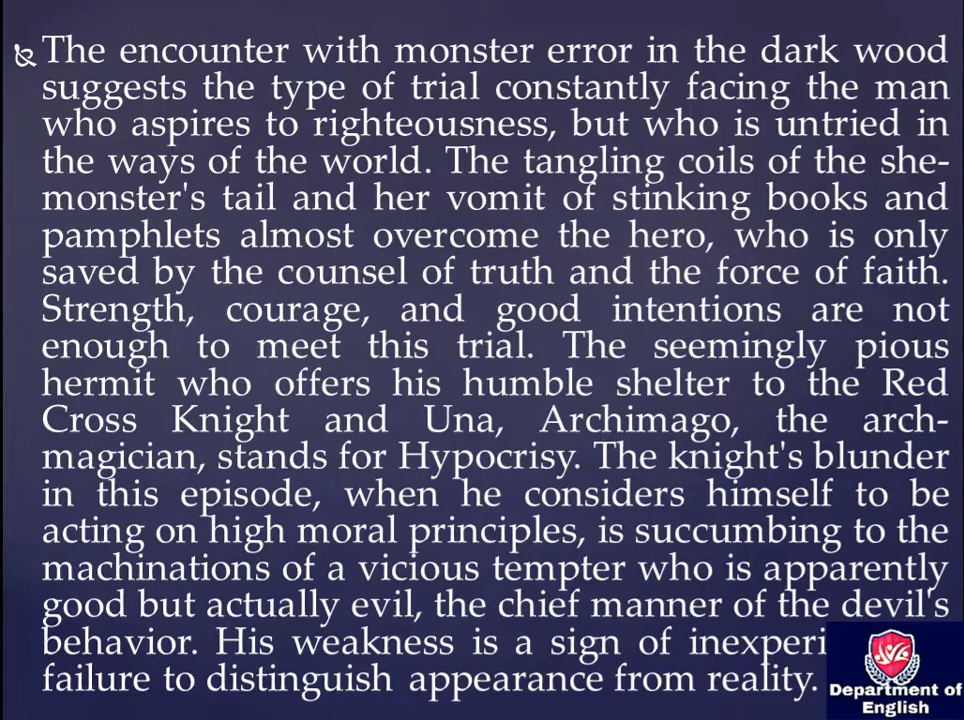 The encounter with monster error in the dark wood
suggests the type of trial constantly facing the man
who aspires to righteousness, but who is untried in
the ways of the world. The tangling coils of the she-
monster's tail and her vomit of stinking books and
pamphlets almost overcome the hero, who is only
saved by the counsel of truth and the force of faith.
Strength, courage, and good intentions are not
enough to meet this trial. The seemingly pious
hermit who offers his humble shelter to the Red
Cross Knight and Una, Archimago, the arch-
magician, stands for Hypocrisy. The knight's blunder
in this episode, when he considers himself to be
acting on high moral principles, is succumbing to the
machinations of a vicious tempter who is apparently
good but actually evil, the chief manner of the devil's
behavior. His weakness is a sign of
failure to distinguish appearance from reality.
Department of
English